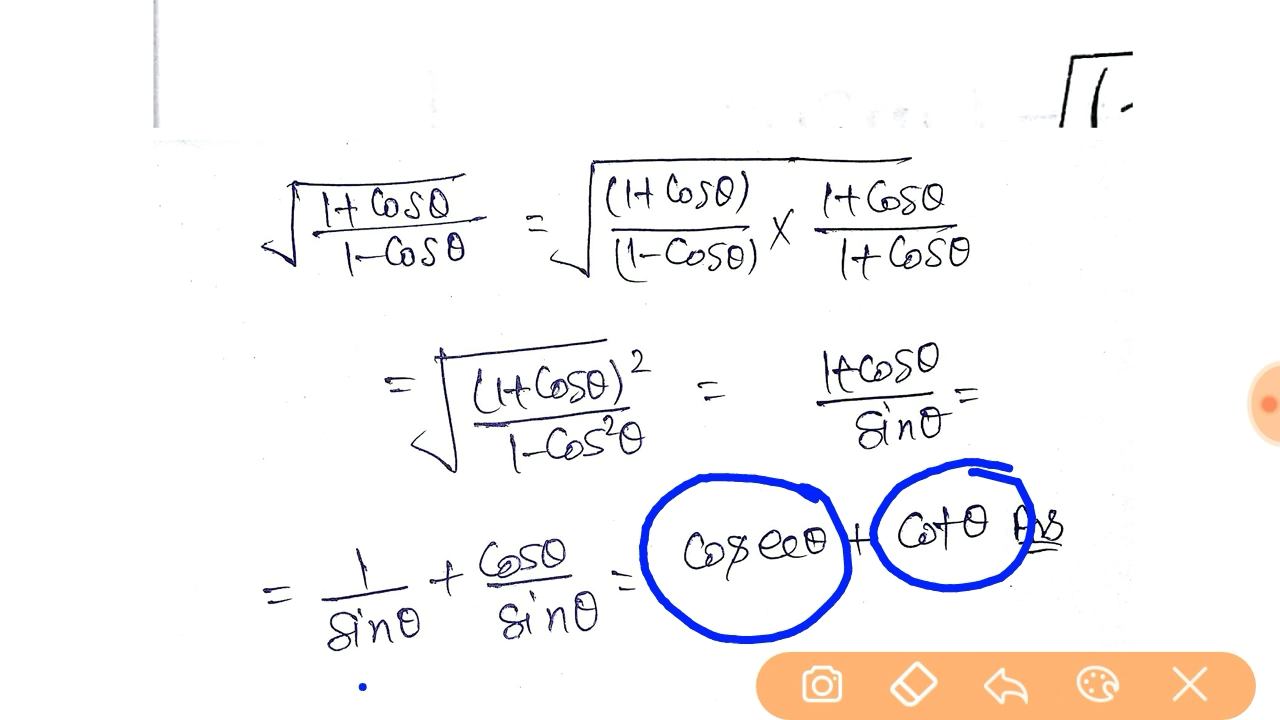 √(1+Cosθ)/(1-Cosθ) = √((1+Cosθ)/(1-Cosθ) × (1+Cosθ)/(1+Cosθ))
= √((1+Cosθ)²/(1-Cos²θ)) = (1+Cosθ)/Sinθ =
= 1/Sinθ + Cosθ/Sinθ = Cosecθ + Cotθ Ans